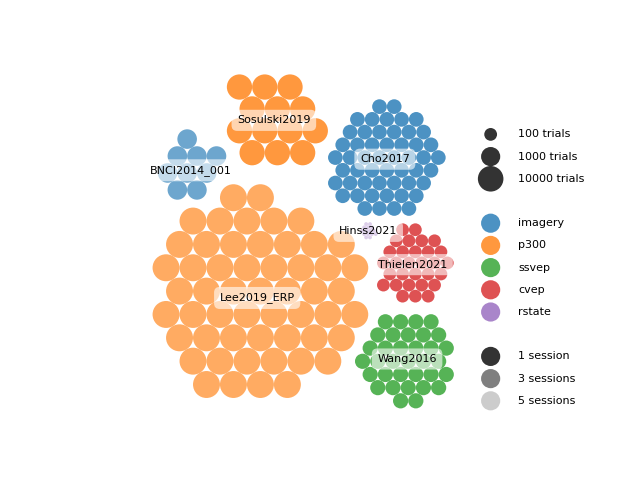 Sosulski2019
Cho2017
BNCI2014_001
Hinss2021
Thielen2021
Lee2019_ERP
Wang2016
100 trials
1000 trials
10000 trials
imagery
p300
ssvep
cvep
rstate
1 session
3 sessions
5 sessions